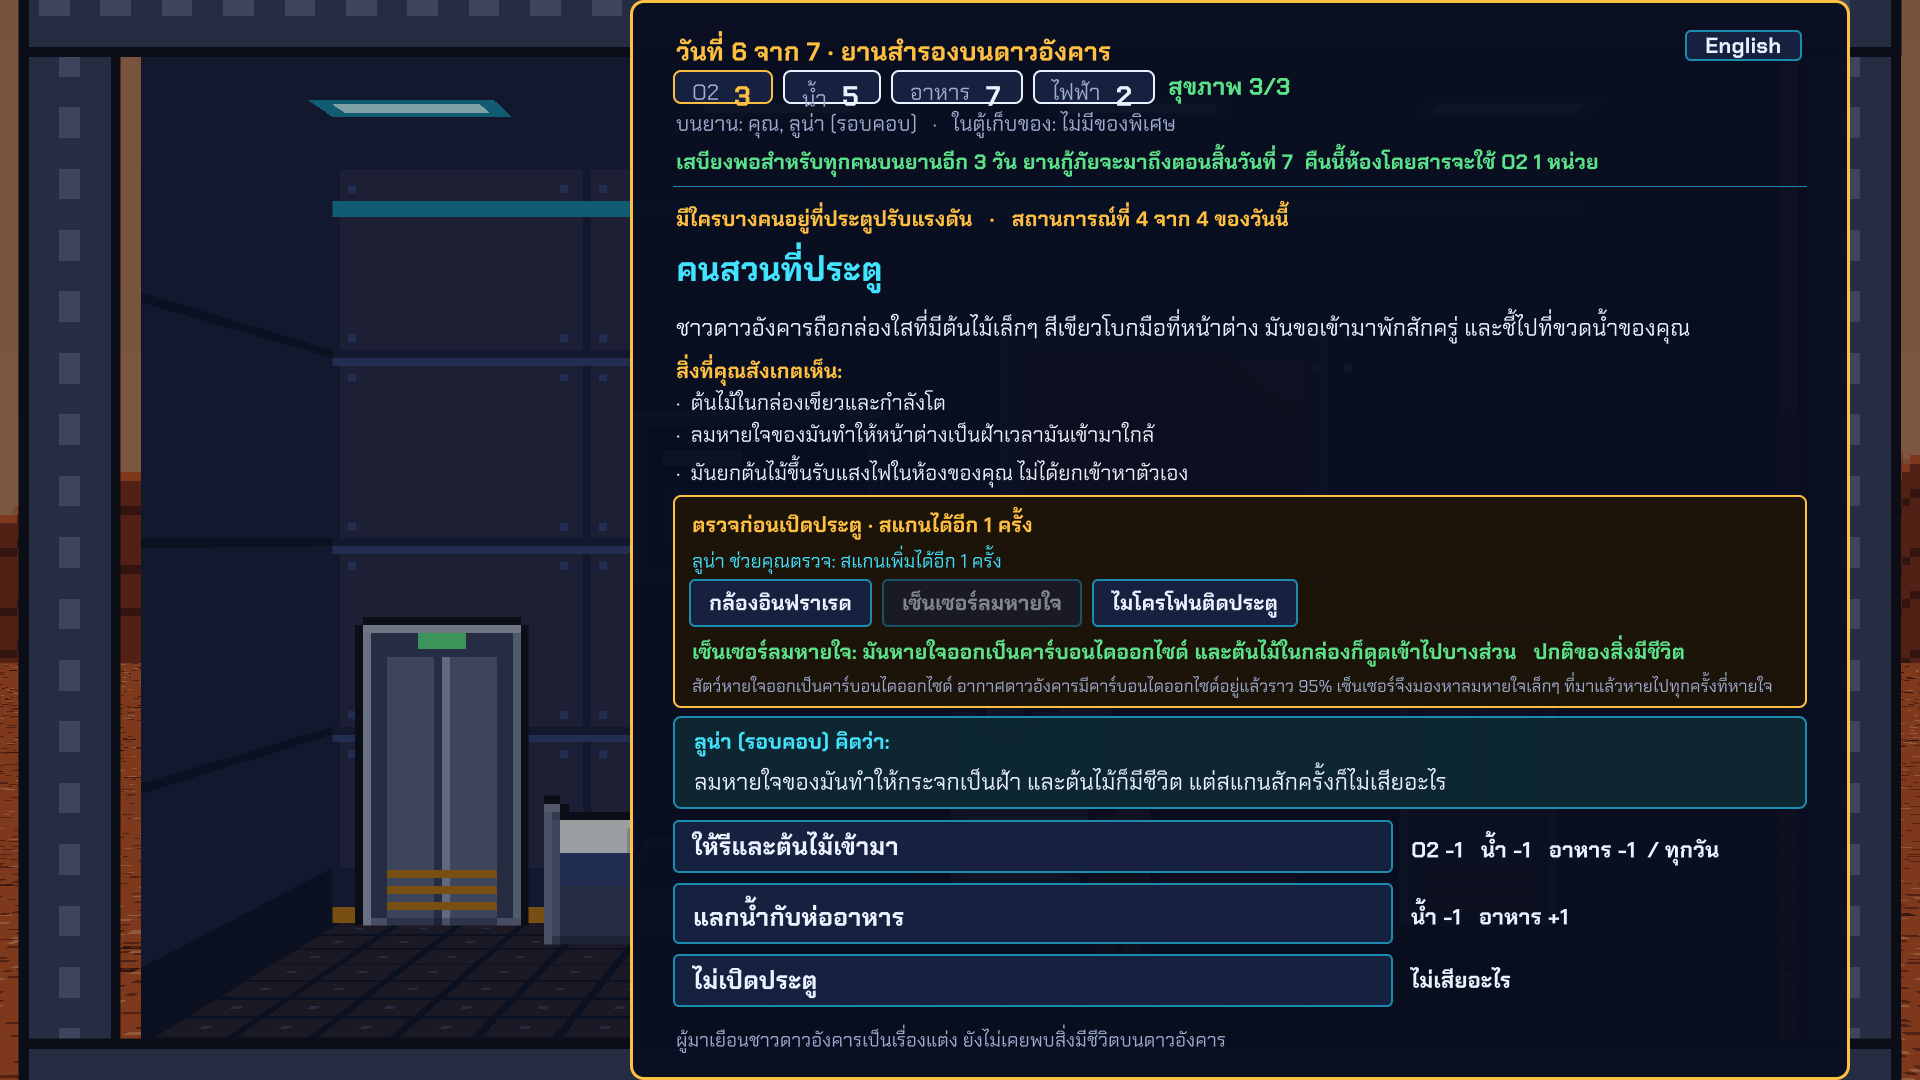 วันที่ 6 จาก 7 · ยานสำรองบนดาวอังคาร
English
O2 3 น้ำ 5 อาหาร 7 ไฟฟ้า 2 สุขภาพ 3/3
บนยาน: คุณ, ลูน่า (รอบคอบ) · ในตู้เก็บของ: ไม่มีของพิเศษ
เสบียงพอสำหรับทุกคนบนยานอีก 3 วัน ยานกู้ภัยจะมาถึงตอนสิ้นวันที่ 7 คืนนี้ห้องโดยสารจะใช้ O2 1 หน่วย
มีใครบางคนอยู่ที่ประตูปรับแรงดัน · สถานการณ์ที่ 4 จาก 4 ของวันนี้
คนสวนที่ประตู
ชาวดาวอังคารถือกล่องใสที่มีต้นไม้เล็กๆ สีเขียวโบกมือที่หน้าต่าง มันขอเข้ามาพักสักครู่ และชี้ไปที่ขวดน้ำของคุณ
สิ่งที่คุณสังเกตเห็น:
· ต้นไม้ในกล่องเขียวและกำลังโต
· ลมหายใจของมันทำให้หน้าต่างเป็นฝ้าเวลามันเข้ามาใกล้
· มันยกต้นไม้ขึ้นรับแสงไฟในห้องของคุณ ไม่ได้ยกเข้าหาตัวเอง
ตรวจก่อนเปิดประตู · สแกนได้อีก 1 ครั้ง
ลูน่า ช่วยคุณตรวจ: สแกนเพิ่มได้อีก 1 ครั้ง
กล้องอินฟราเรด เซ็นเซอร์ลมหายใจ ไมโครโฟนติดประตู
เซ็นเซอร์ลมหายใจ: มันหายใจออกเป็นคาร์บอนไดออกไซด์ และต้นไม้ในกล่องก็ดูดเข้าไปบางส่วน ปกติของสิ่งมีชีวิต
สัตว์หายใจออกเป็นคาร์บอนไดออกไซด์ อากาศดาวอังคารมีคาร์บอนไดออกไซด์อยู่แล้วราว 95% เซ็นเซอร์จึงมองหาลมหายใจเล็กๆ ที่มาแล้วหายไปทุกครั้งที่หายใจ
ลูน่า (รอบคอบ) คิดว่า:
ลมหายใจของมันทำให้กระจกเป็นฝ้า และต้นไม้ก็มีชีวิต แต่สแกนสักครั้งก็ไม่เสียอะไร
ให้รีและต้นไม้เข้ามา O2 -1 น้ำ -1 อาหาร -1 / ทุกวัน
แลกน้ำกับห่ออาหาร น้ำ -1 อาหาร +1
ไม่เปิดประตู ไม่เสียอะไร
ผู้มาเยือนชาวดาวอังคารเป็นเรื่องแต่ง ยังไม่เคยพบสิ่งมีชีวิตบนดาวอังคาร